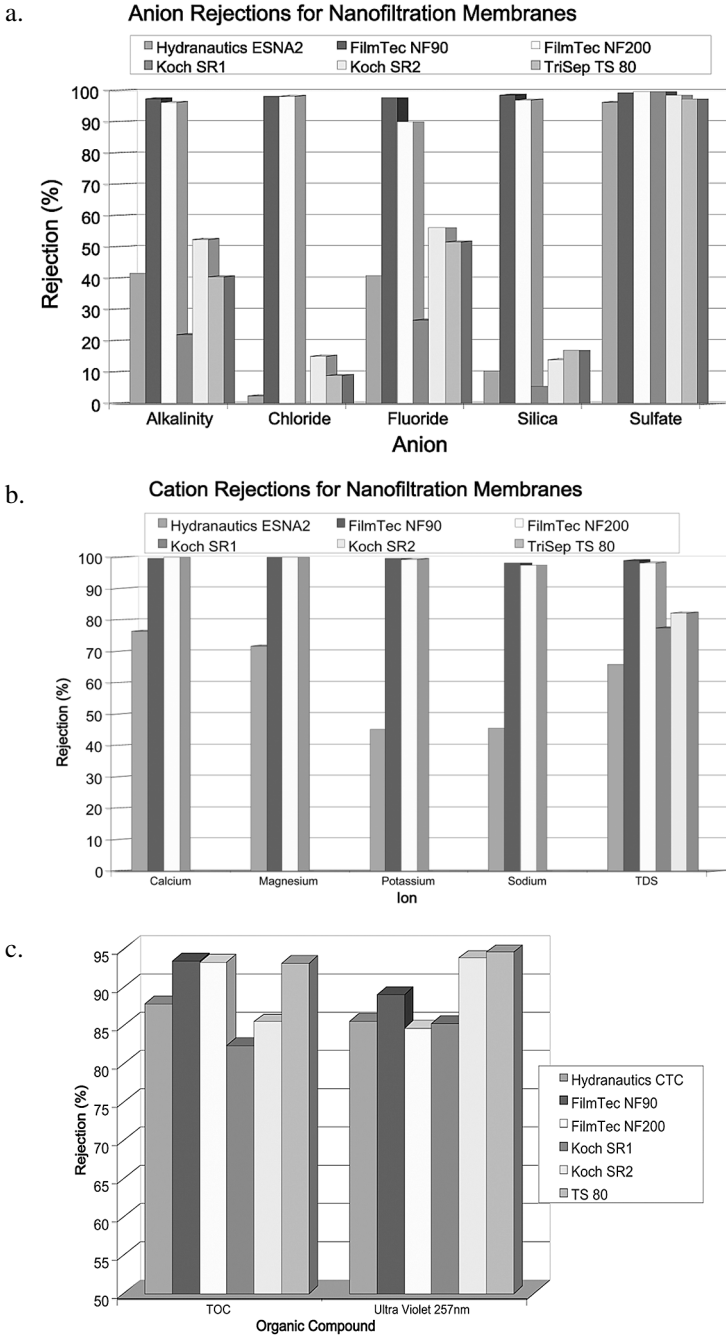 a.
Anion Rejections for Nanofiltration Membranes
Hydranautics ESNA2 FilmTec NF90 FilmTec NF200
Koch SR1 Koch SR2 TriSep TS 80
100
90
80
70
60
50
40
30
20
10
0
Rejection (%)
Alkalinity Chloride Fluoride Silica Sulfate
Anion
b.
Cation Rejections for Nanofiltration Membranes
Hydranautics ESNA2 FilmTec NF90 FilmTec NF200
Koch SR1 Koch SR2 TriSep TS 80
100
90
80
70
60
50
40
30
20
10
0
Rejection (%)
Calcium Magnesium Potassium Sodium TDS
Ion
c.
95
90
85
80
75
70
65
60
55
50
Rejection (%)
TOC Ultra Violet 257nm
Organic Compound
Hydranautics CTC
FilmTec NF90
FilmTec NF200
Koch SR1
Koch SR2
TS 80